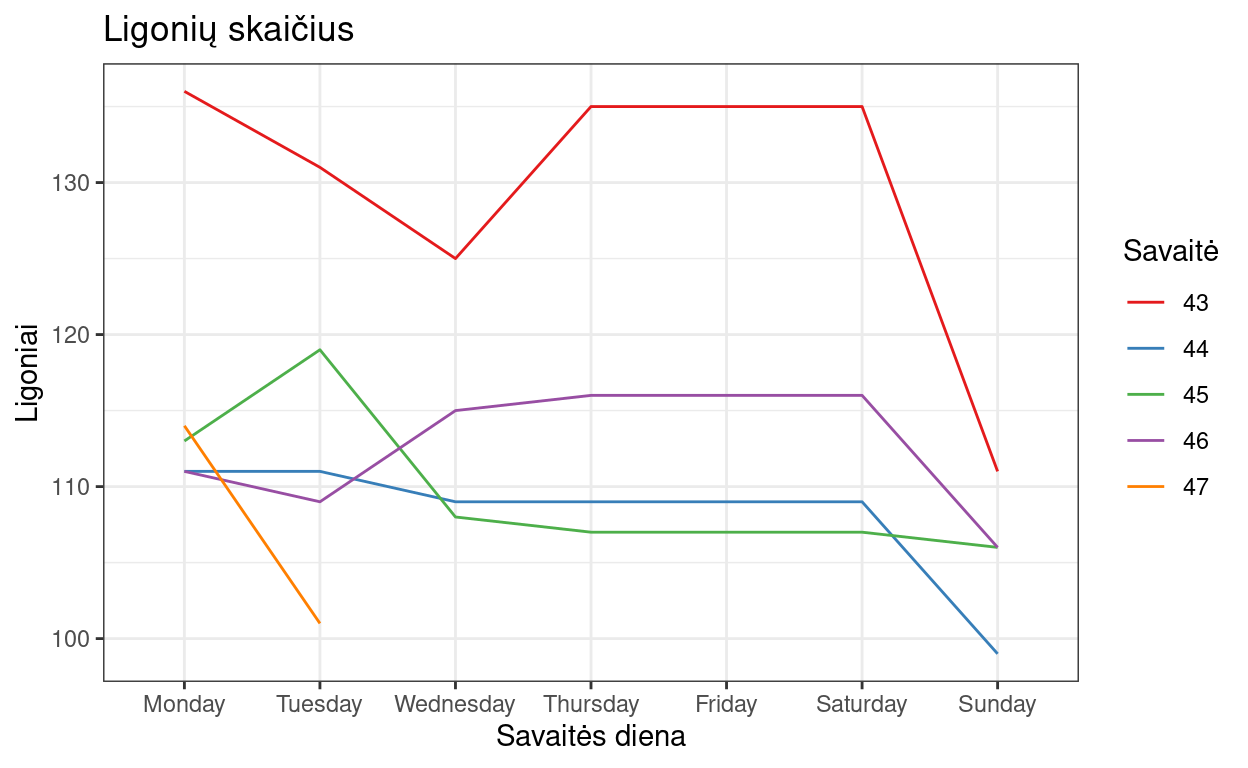 Ligonių skaičius
Ligoniai
130
120
110
100
Monday Tuesday Wednesday Thursday Friday Saturday Sunday
Savaitės diena
Savaitė
43
44
45
46
47